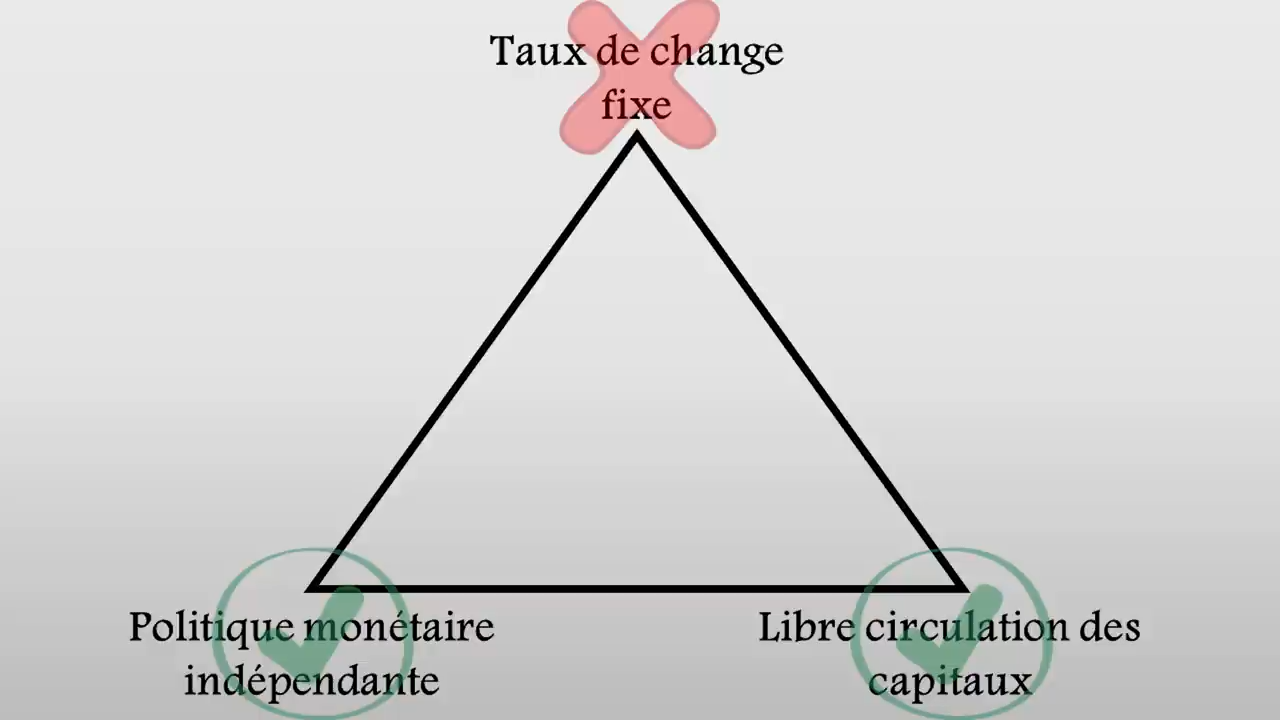 Taux de change
fixe
Politique monétaire
indépendante
Libre circulation des
capitaux